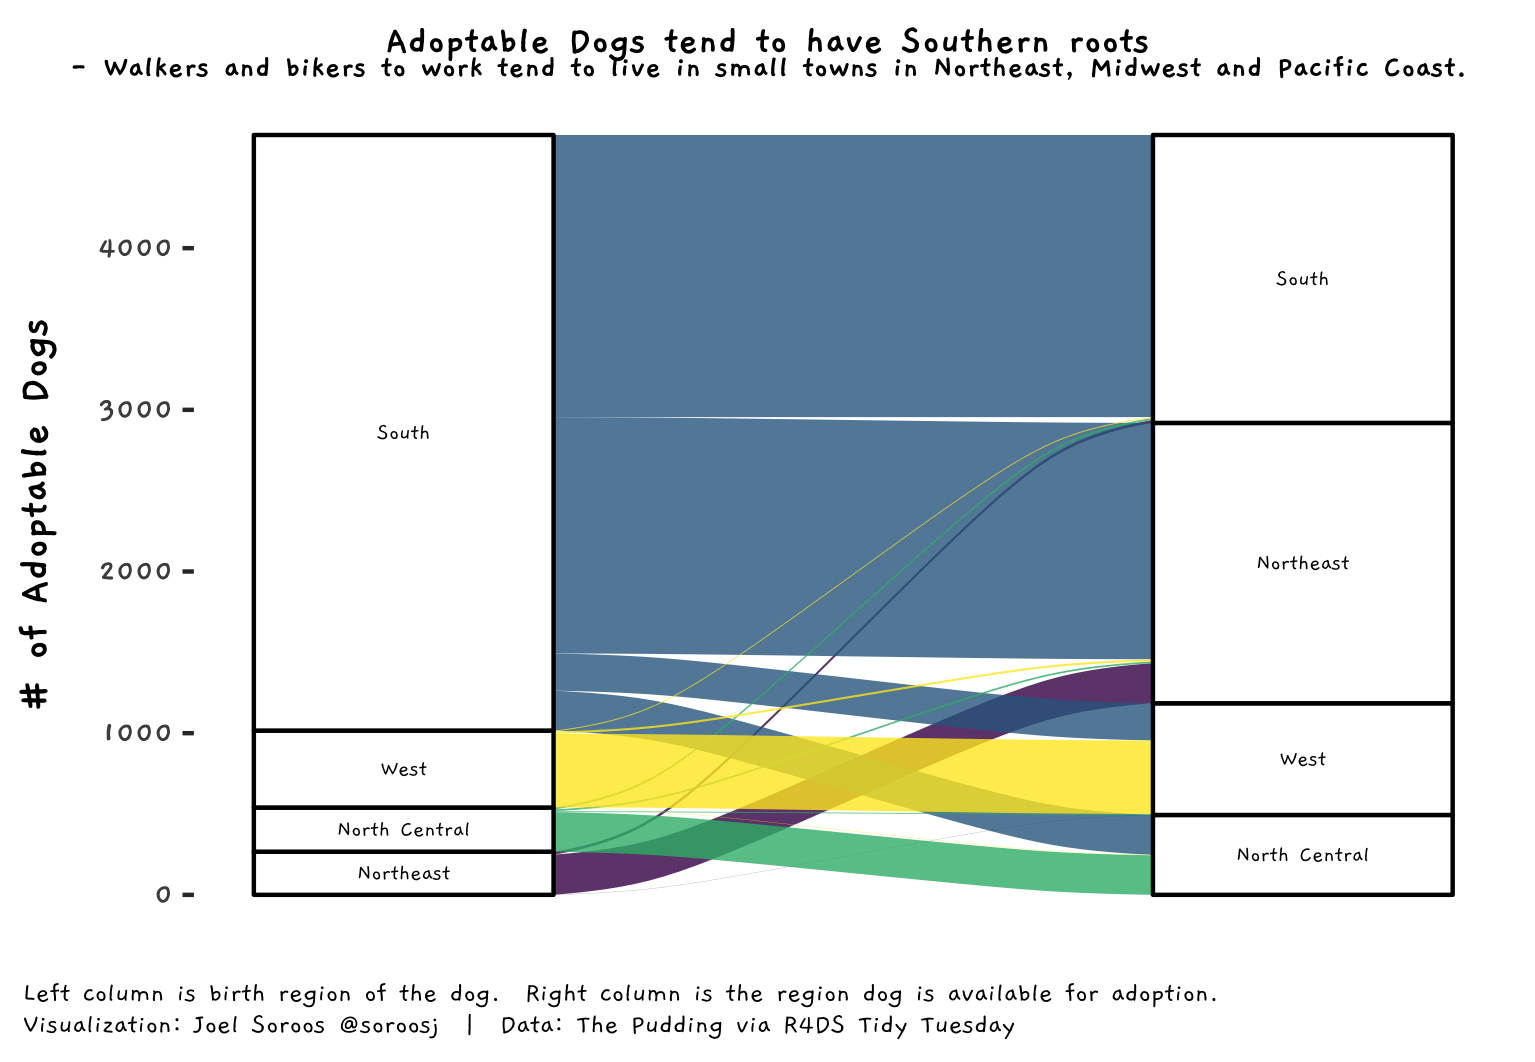 Adoptable Dogs tend to have Southern roots
- Walkers and bikers to work tend to live in small towns in Northeast, Midwest and Pacific Coast.
# of Adoptable Dogs
4000
3000
2000
1000
0
South
West
North Central
Northeast
South
Northeast
West
North Central
Left column is birth region of the dog. Right column is the region dog is available for adoption.
Visualization: Joel Soroos @soroosj | Data: The Pudding via R4DS Tidy Tuesday